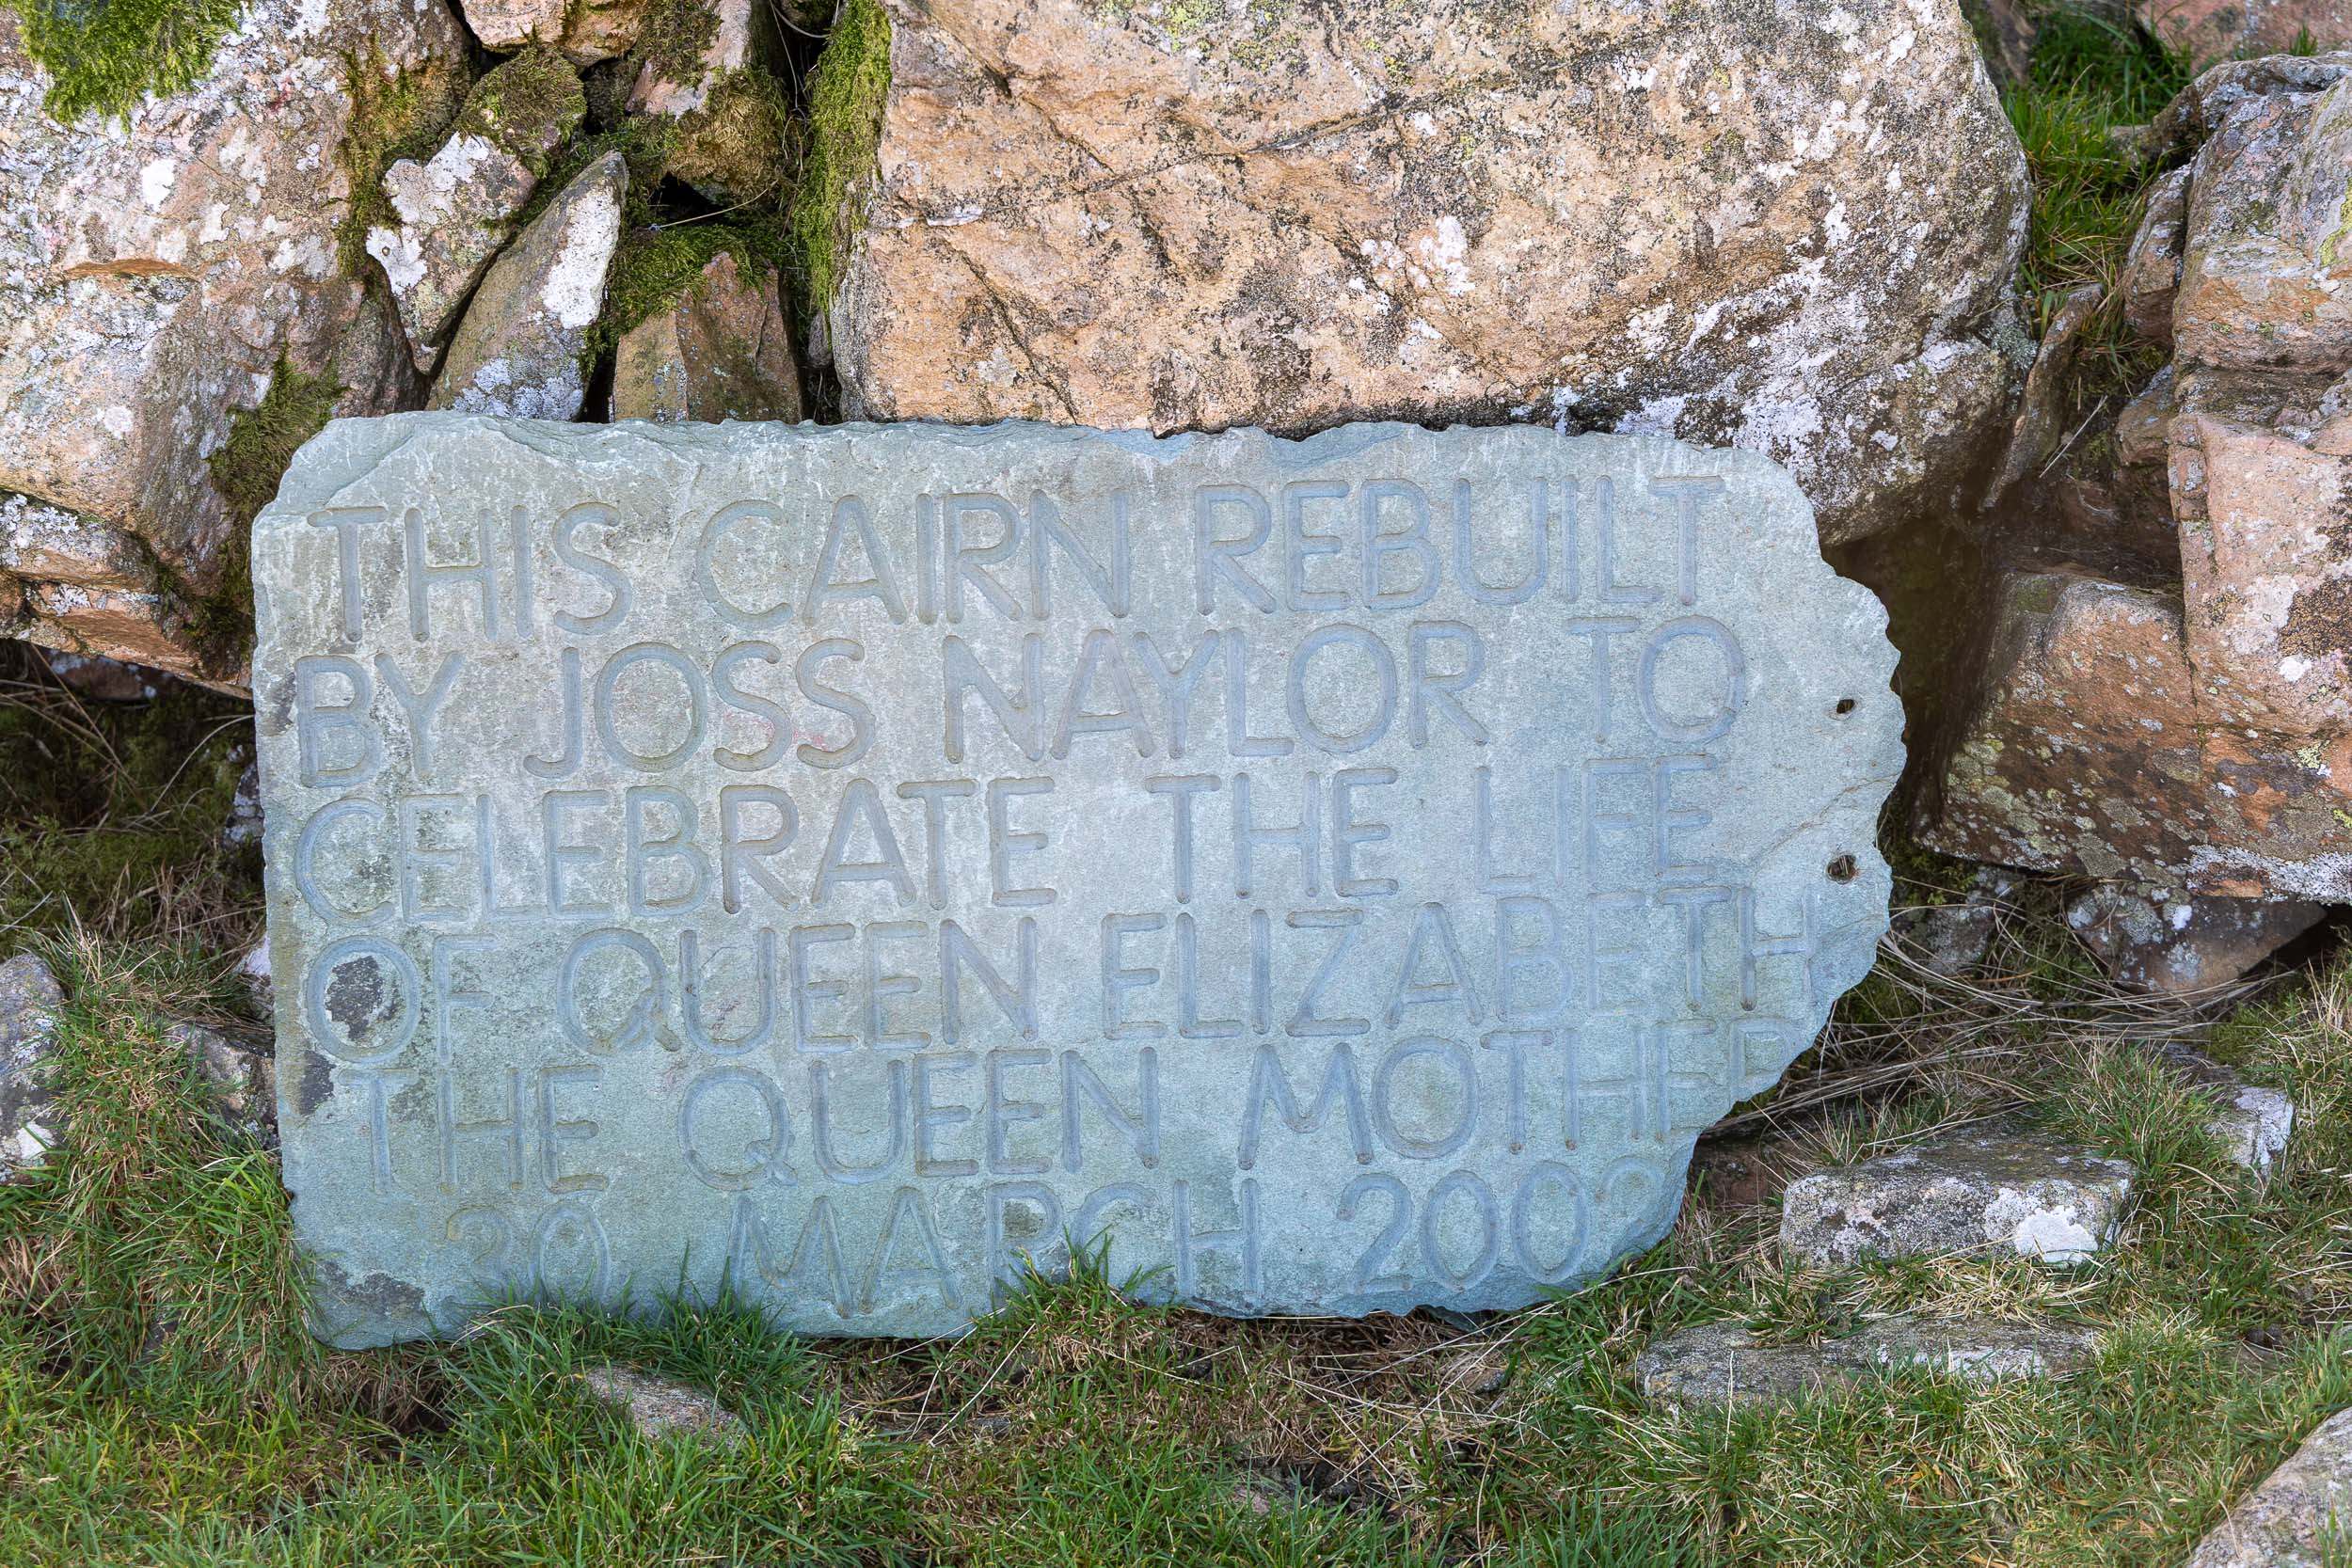 THIS CAIRN REBUILT
BY JOSS NAYLOR TO
CELEBRATE THE LIFE
OF QUEEN ELIZABETH
THE QUEEN MOTHER
30 MARCH 2002